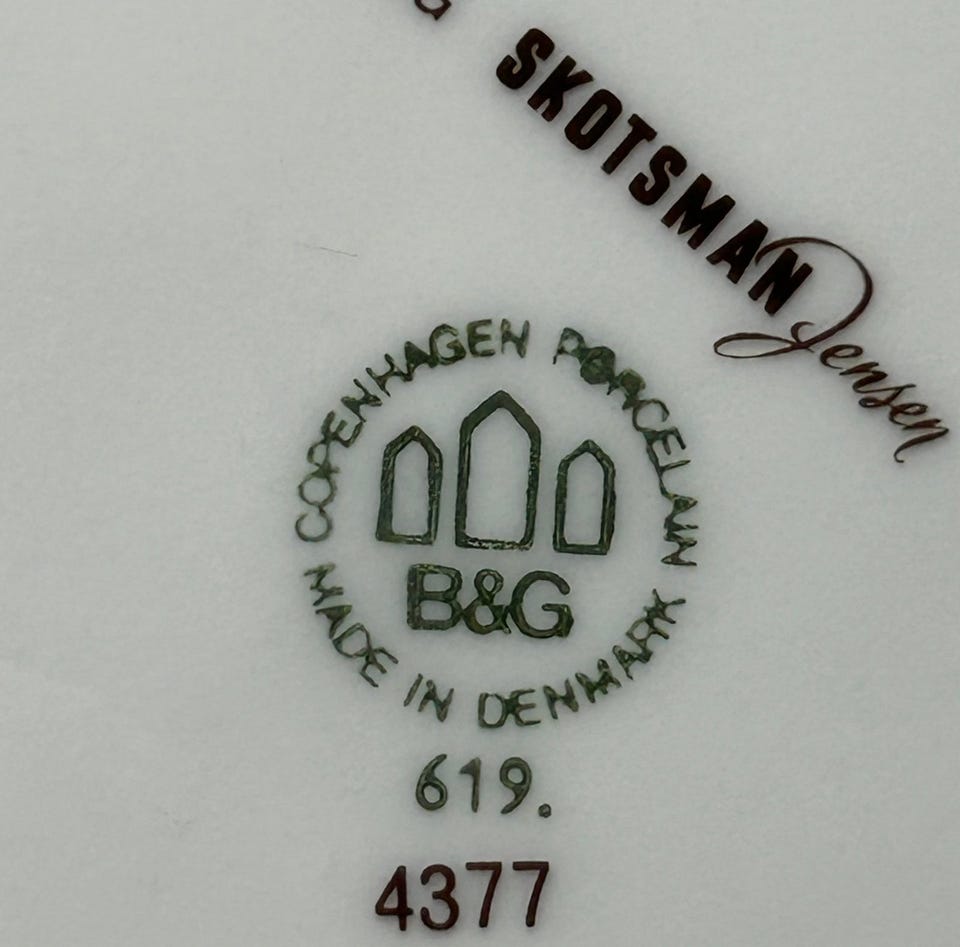 SKOTSMAN
Jensen
COPENHAGEN PORCELAIN
B&G
MADE IN DENMARK
619.
4377